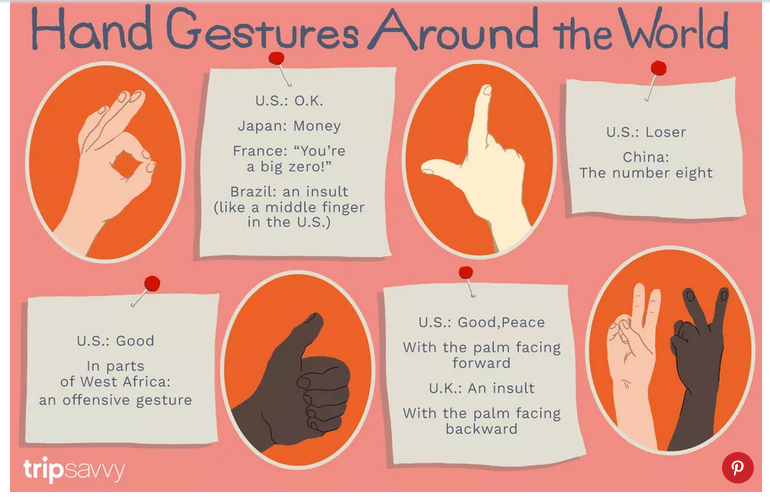 Hand Gestures Around the World
U.S.: O.K.
Japan: Money
France: “You’re
a big zero!”
Brazil: an insult
(like a middle finger
in the U.S.)
U.S.: Loser
China:
The number eight
U.S.: Good
In parts
of West Africa:
an offensive gesture
U.S.: Good,Peace
With the palm facing
forward
U.K.: An insult
With the palm facing
backward
tripsavvy